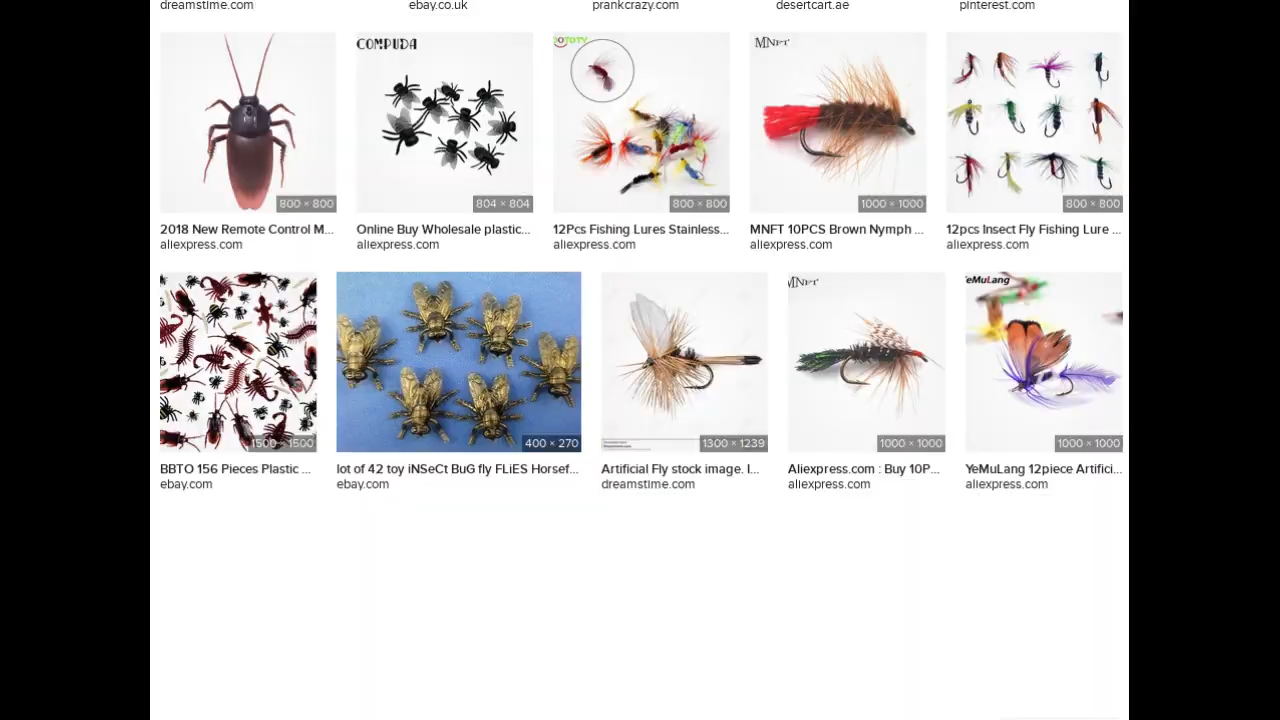 dreamstime.com
ebay.co.uk
prankcrazy.com
desertcart.ae
pinterest.com
COMPUDA
MNFT
800 × 800
804 × 804
800 × 800
1000 × 1000
800 × 800
2018 New Remote Control M...
Online Buy Wholesale plastic...
12Pcs Fishing Lures Stainless...
MNFT 10PCS Brown Nymph ...
12pcs Insect Fly Fishing Lure ...
aliexpress.com
aliexpress.com
aliexpress.com
aliexpress.com
aliexpress.com
MNFT
YeMuLang
1500 × 1500
400 × 270
1300 × 1239
1000 × 1000
1000 × 1000
BBTO 156 Pieces Plastic ...
lot of 42 toy iNSeCt BuG fly FLiES Horsef...
Artificial Fly stock image. I...
Aliexpress.com : Buy 10P...
YeMuLang 12piece Artifici...
ebay.com
ebay.com
dreamstime.com
aliexpress.com
aliexpress.com